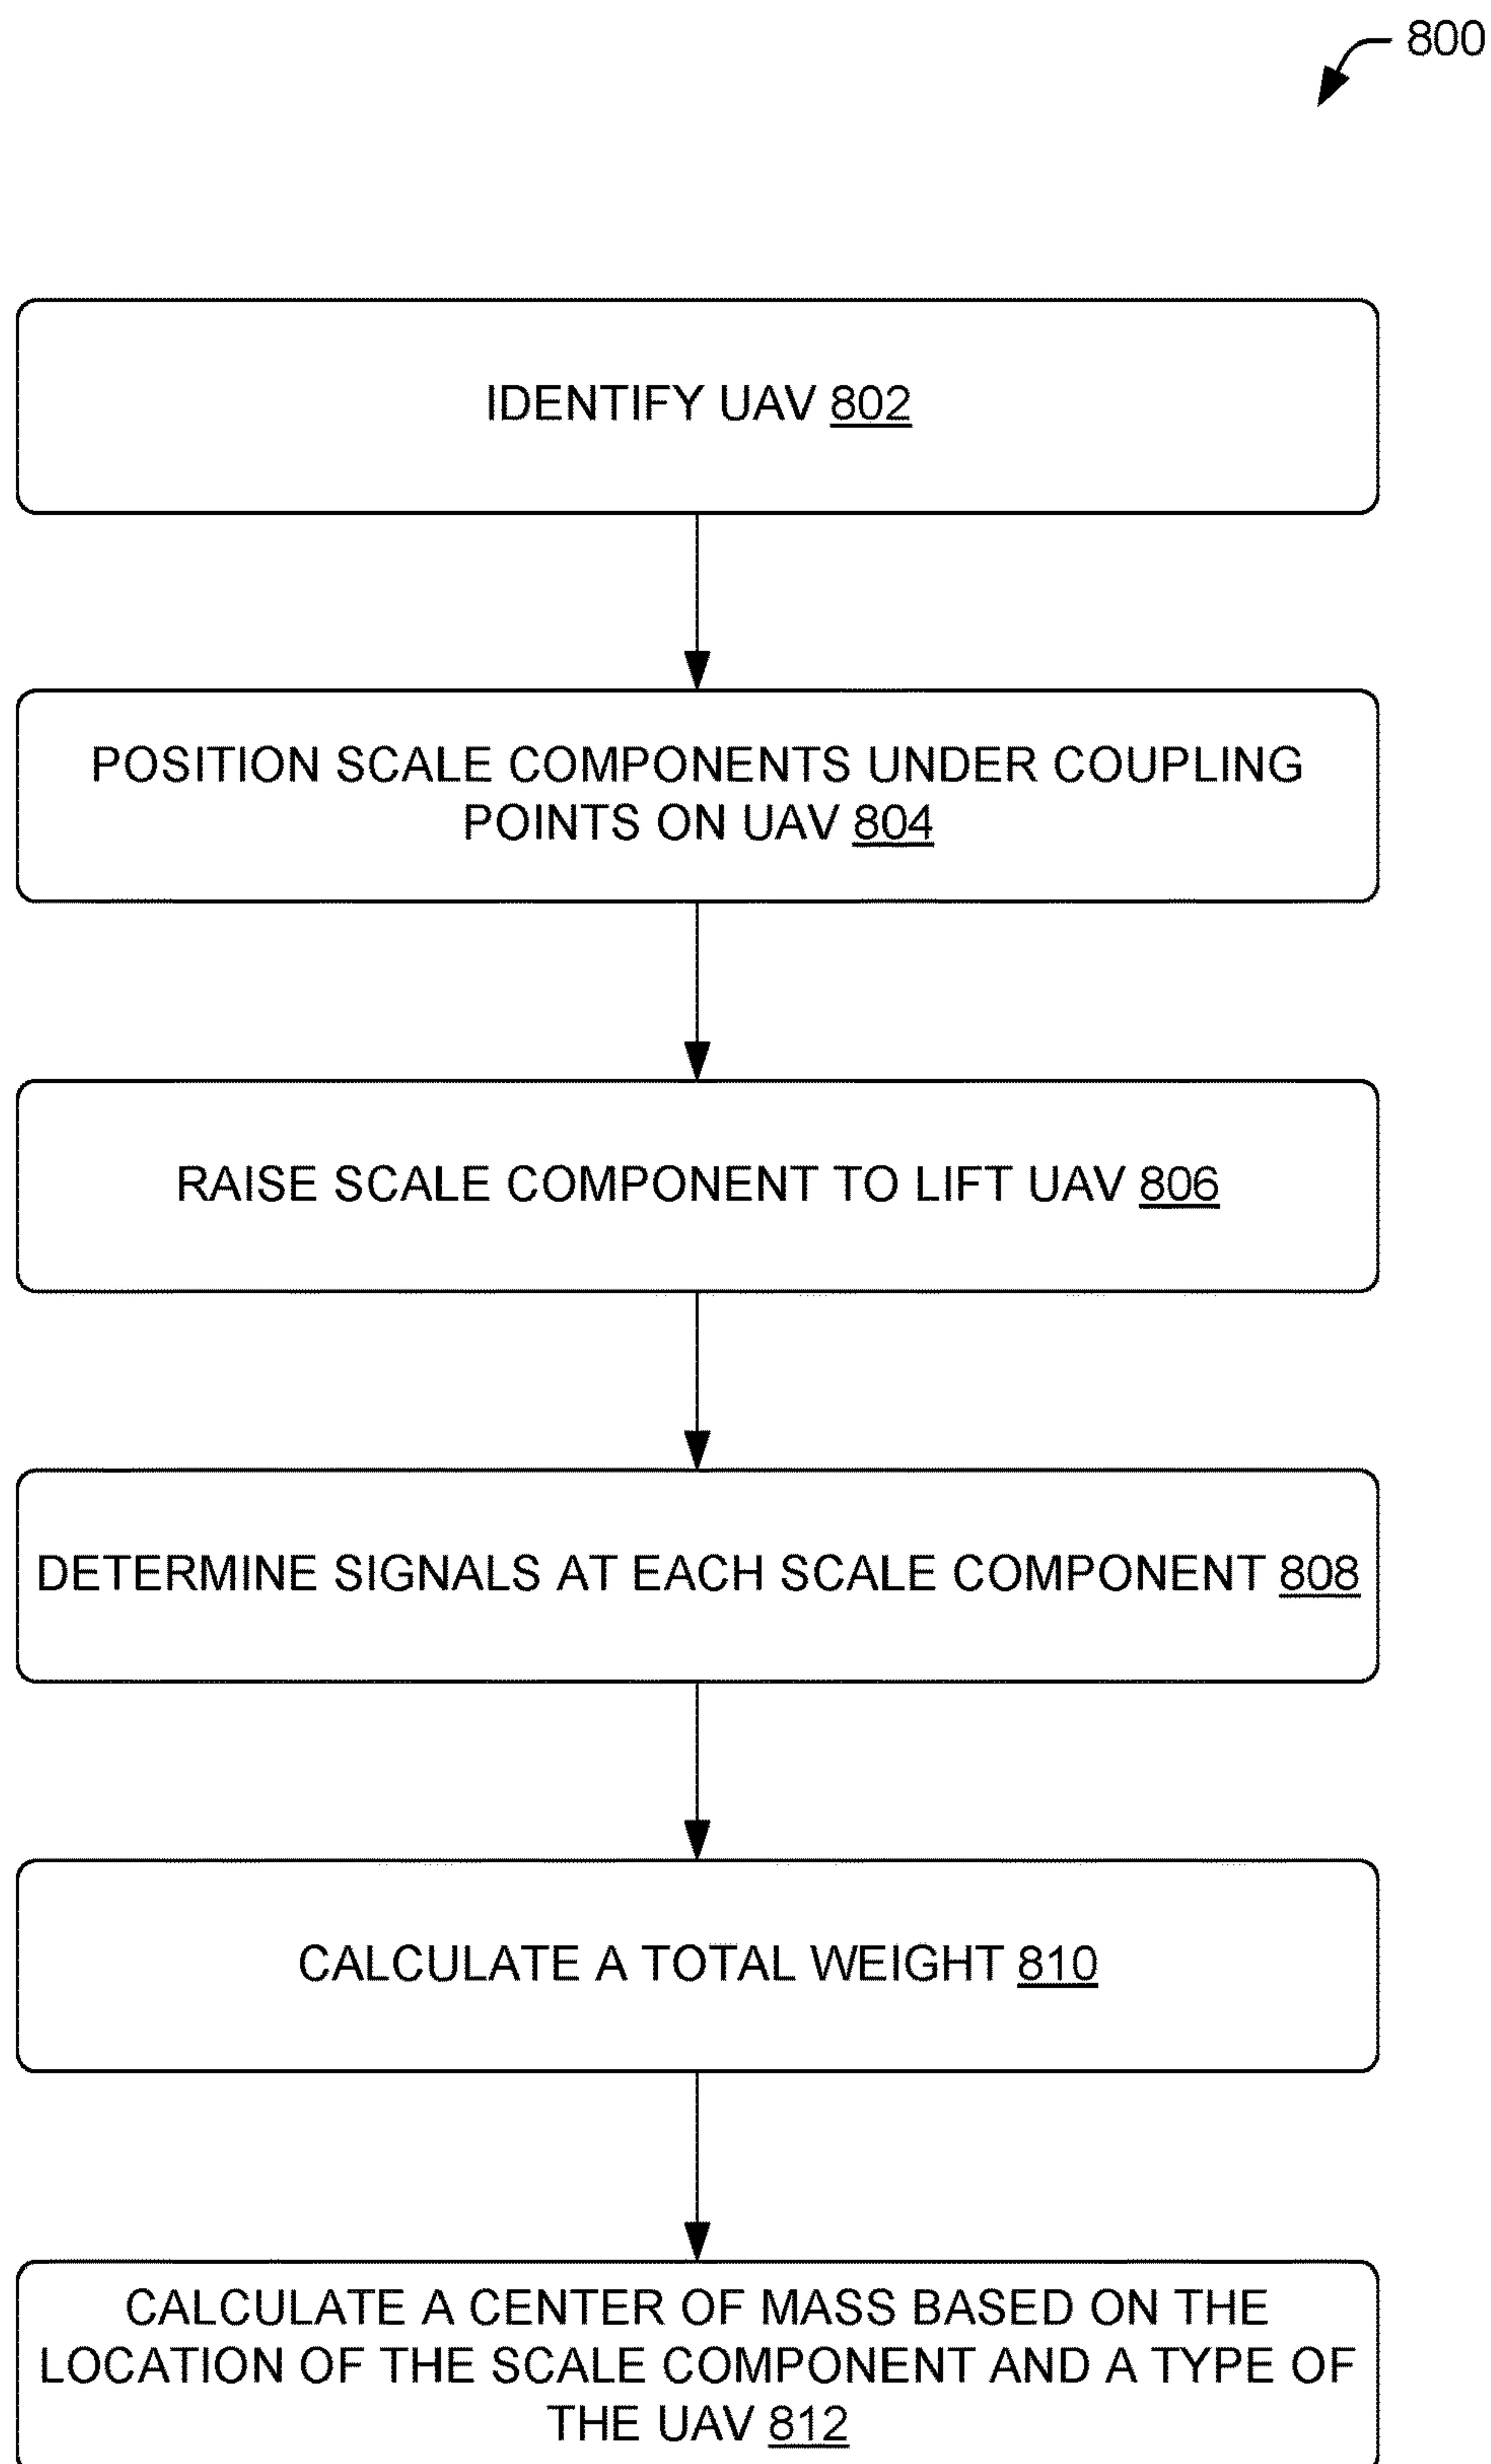 800
IDENTIFY UAV 802
POSITION SCALE COMPONENTS UNDER COUPLING
POINTS ON UAV 804
RAISE SCALE COMPONENT TO LIFT UAV 806
DETERMINE SIGNALS AT EACH SCALE COMPONENT 808
CALCULATE A TOTAL WEIGHT 810
CALCULATE A CENTER OF MASS BASED ON THE
LOCATION OF THE SCALE COMPONENT AND A TYPE OF
THE UAV 812